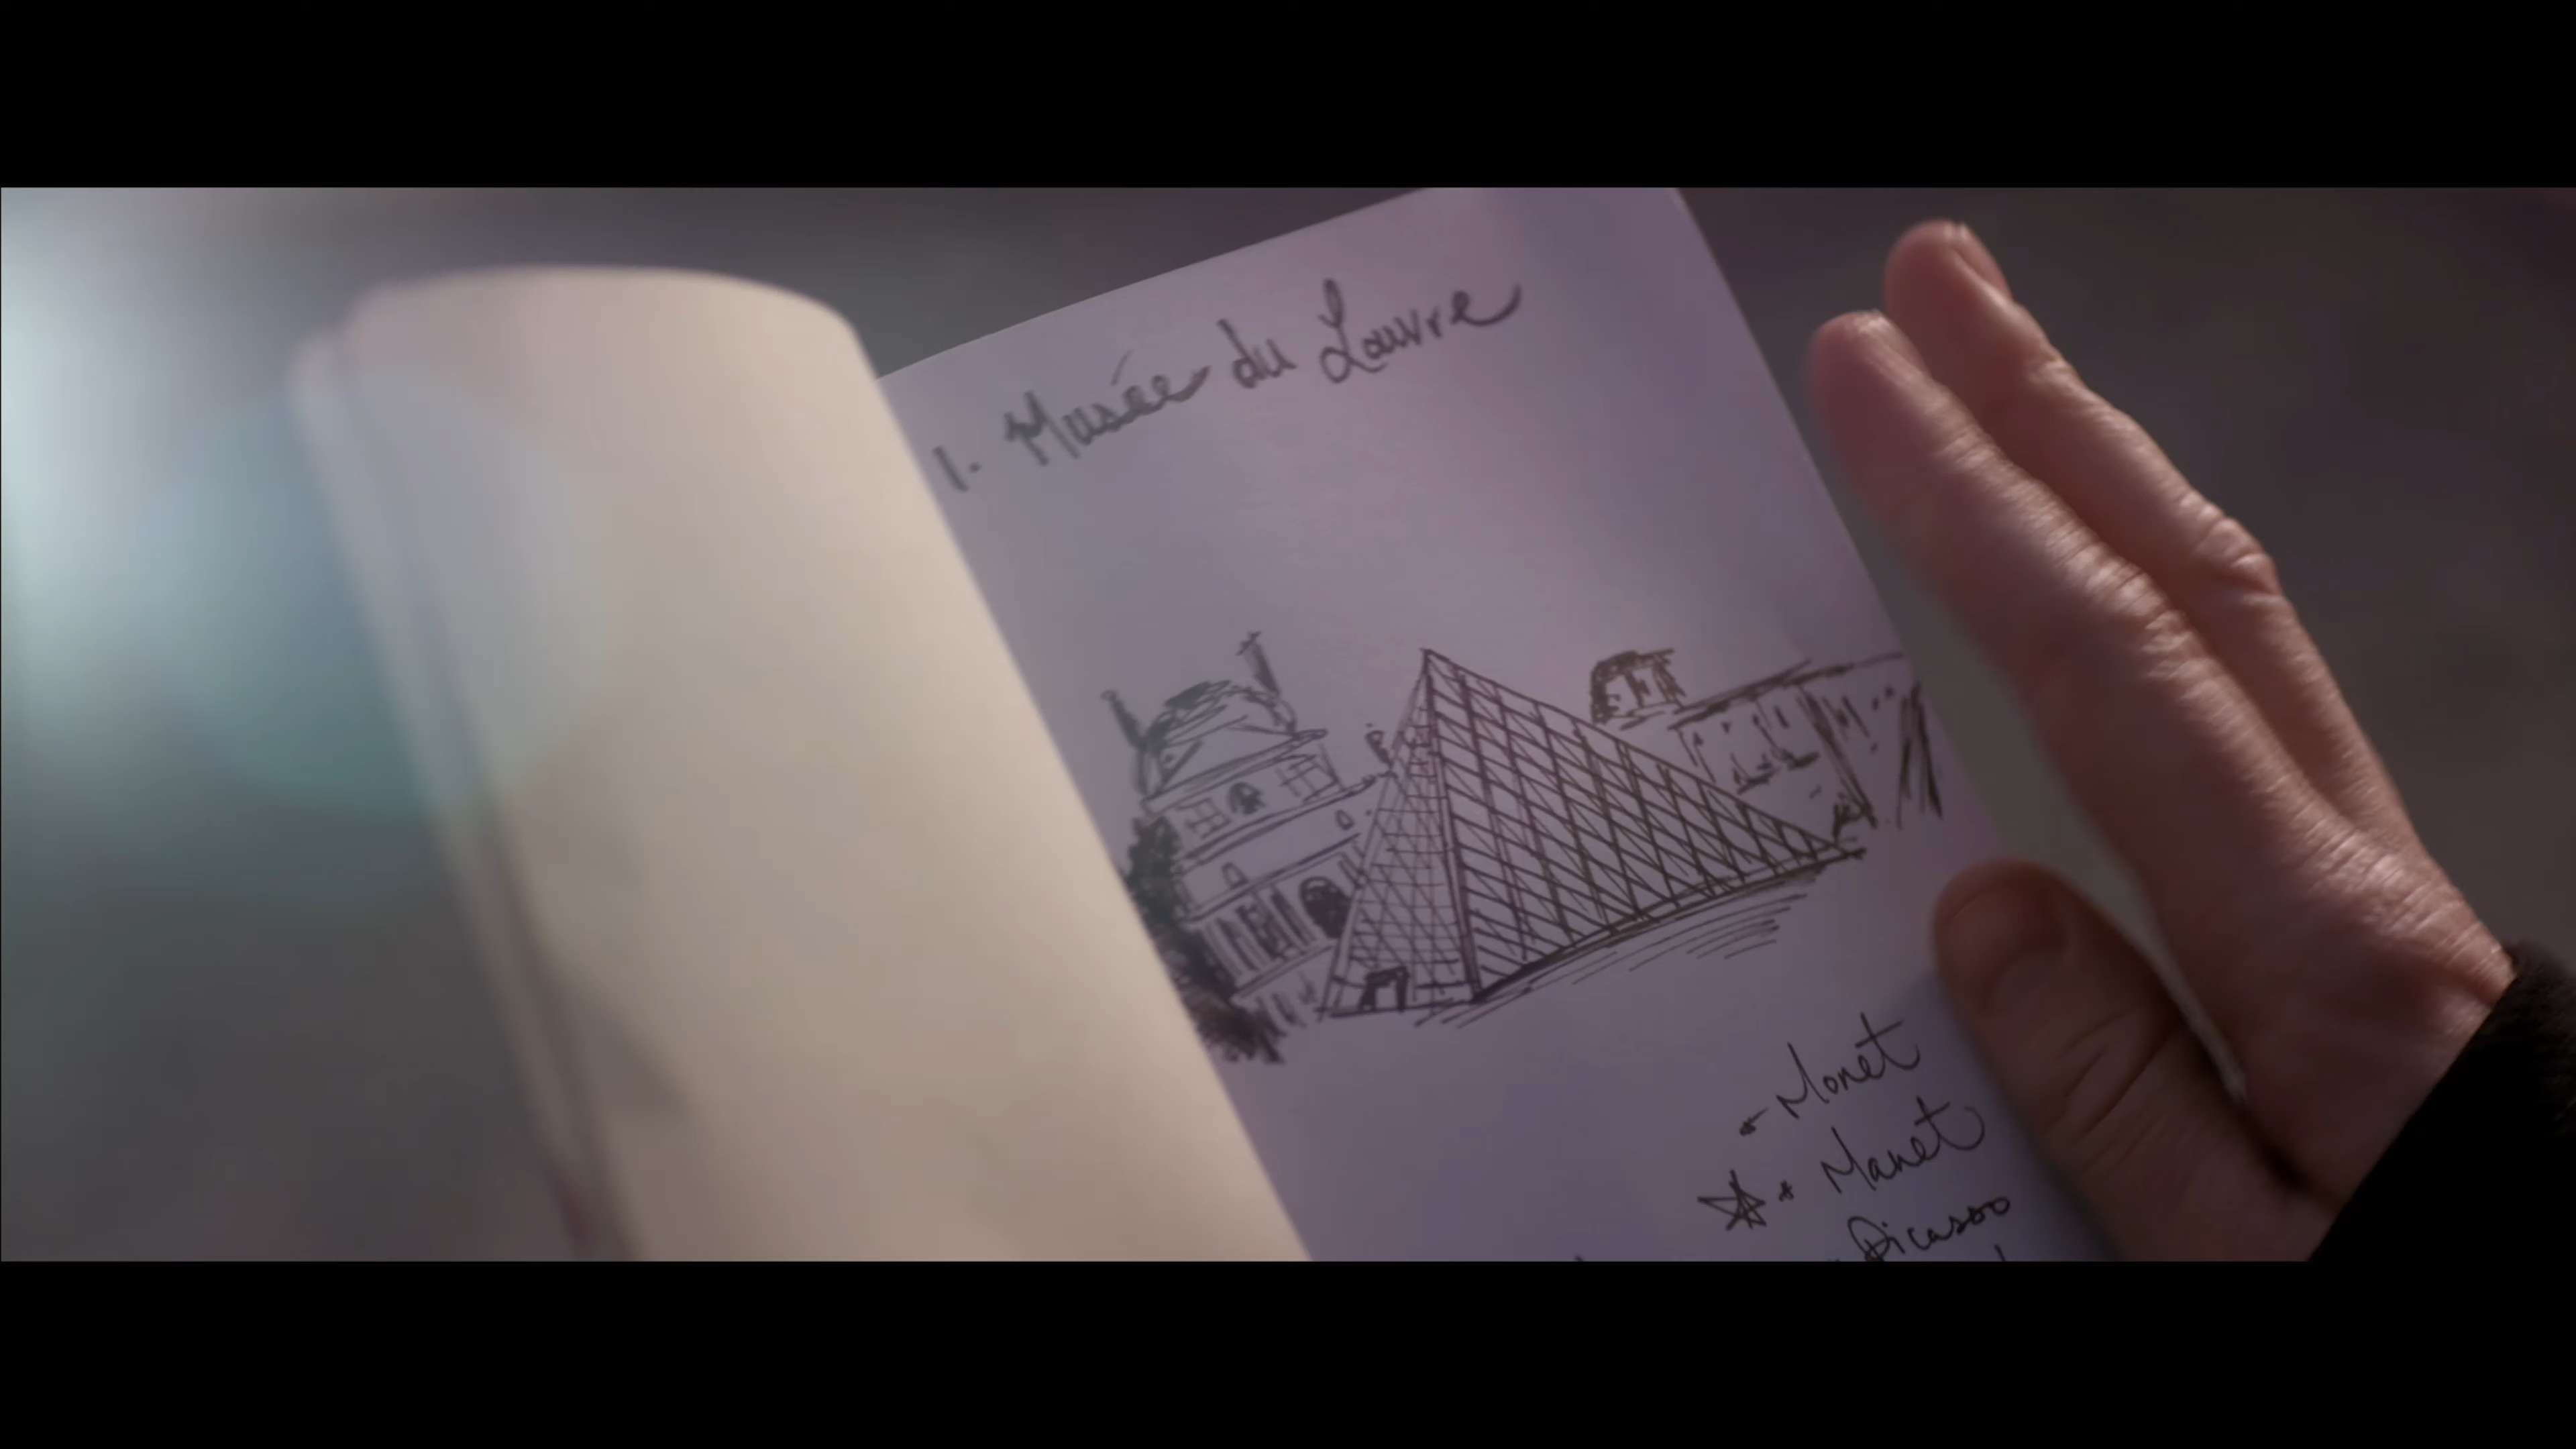 1. Musée du Louvre
• Monet
• Manet
• Picasso